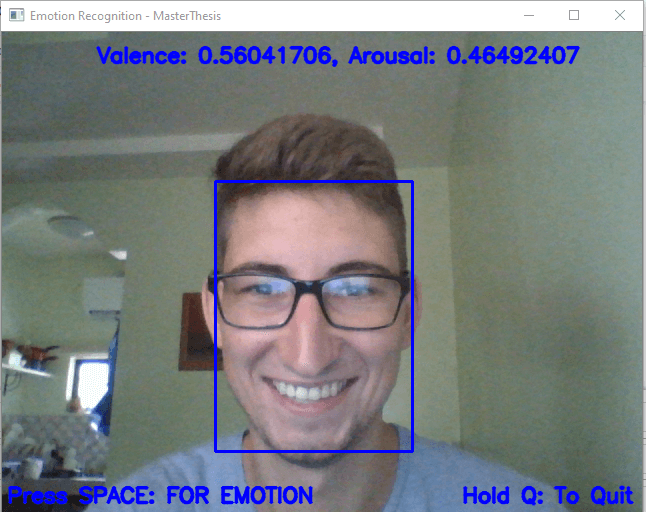 Emotion Recognition - MasterThesis
Valence: 0.56041706, Arousal: 0.46492407
Press SPACE: FOR EMOTION
Hold Q: To Quit